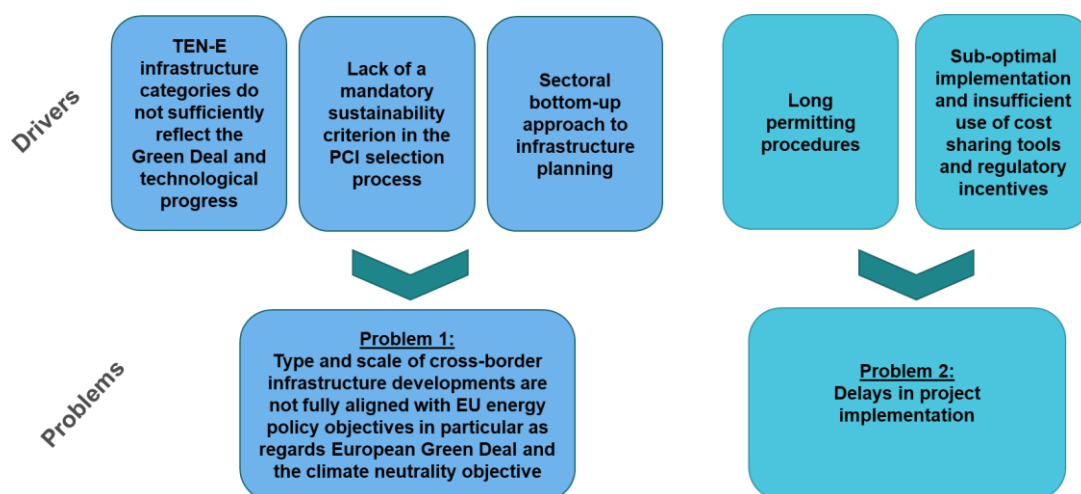 Drivers
TEN-E
infrastructure
categories do
not sufficiently
reflect the
Green Deal and
technological
progress
Lack of a
mandatory
sustainability
criterion in the
PCI selection
process
Sectoral
bottom-up
approach to
infrastructure
planning
Long
permitting
procedures
Sub-optimal
implementation
and insufficient
use of cost
sharing tools
and regulatory
incentives
Problems
Problem 1:
Type and scale of cross-border
infrastructure developments are
not fully aligned with EU energy
policy objectives in particular as
regards European Green Deal and
the climate neutrality objective
Problem 2:
Delays in project
implementation